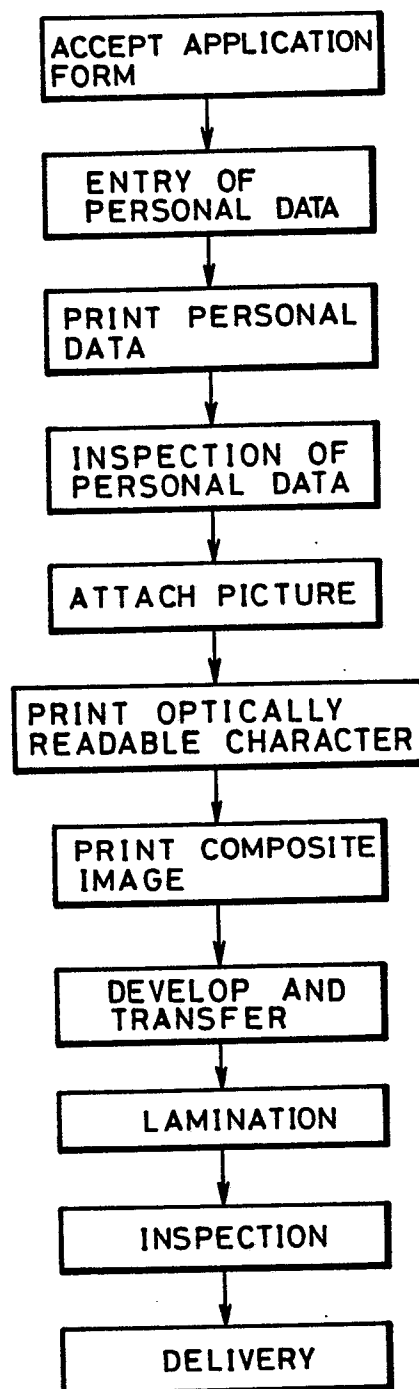 ACCEPT APPLICATION
FORM
ENTRY OF
PERSONAL DATA
PRINT PERSONAL
DATA
INSPECTION OF
PERSONAL DATA
ATTACH PICTURE
PRINT OPTICALLY
READABLE CHARACTER
PRINT COMPOSITE
IMAGE
DEVELOP AND
TRANSFER
LAMINATION
INSPECTION
DELIVERY